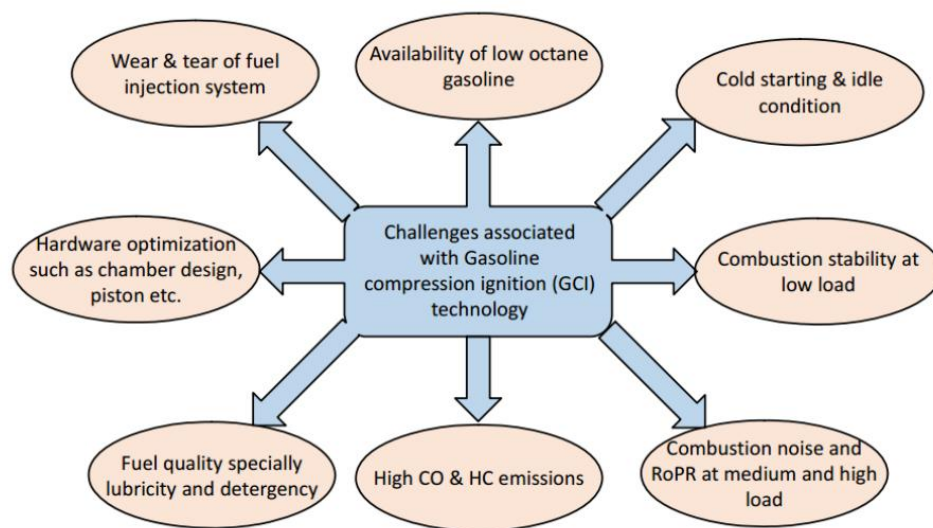 Wear & tear of fuel
injection system
Availability of low octane
gasoline
Cold starting & idle
condition
Hardware optimization
such as chamber design,
piston etc.
Challenges associated
with Gasoline
compression ignition (GCI)
technology
Combustion stability at
low load
Fuel quality specially
lubricity and detergency
High CO & HC emissions
Combustion noise and
RoPR at medium and high
load